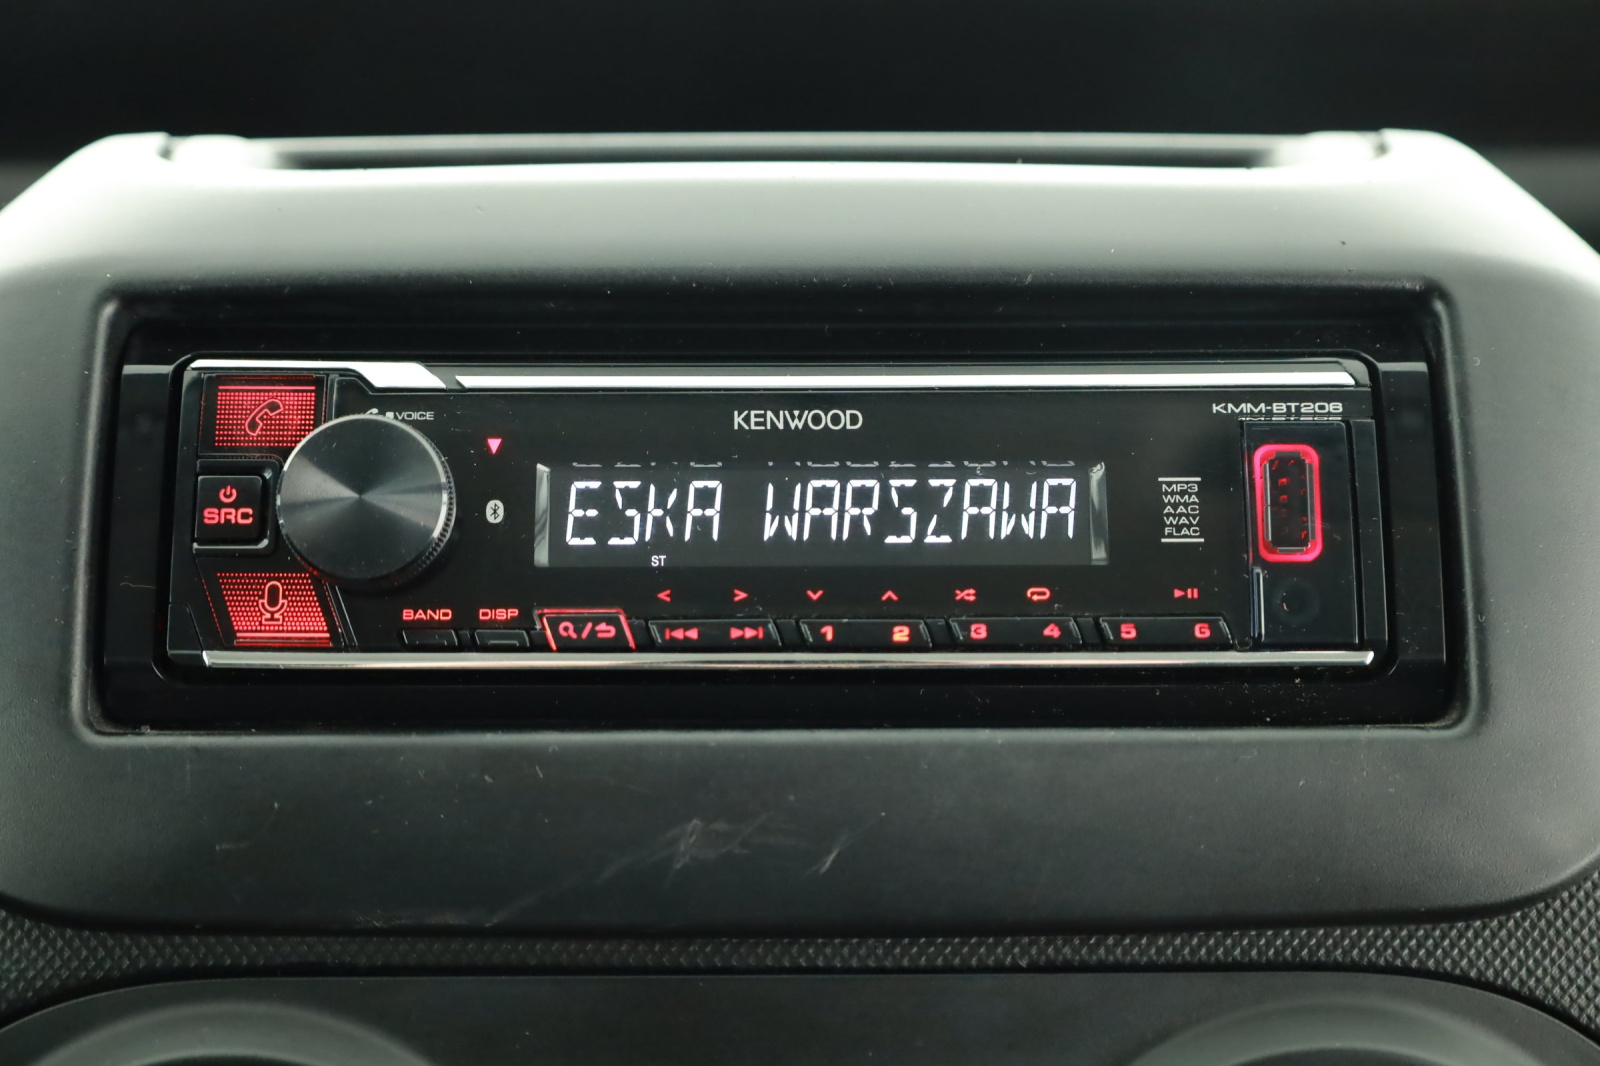 VOICE
KENWOOD
KMM-BT206
SRC
ESKA WARSZAWA
ST
MP3
WMA
AAC
WAV
FLAC
BAND DISP
1 2 3 4 5 6